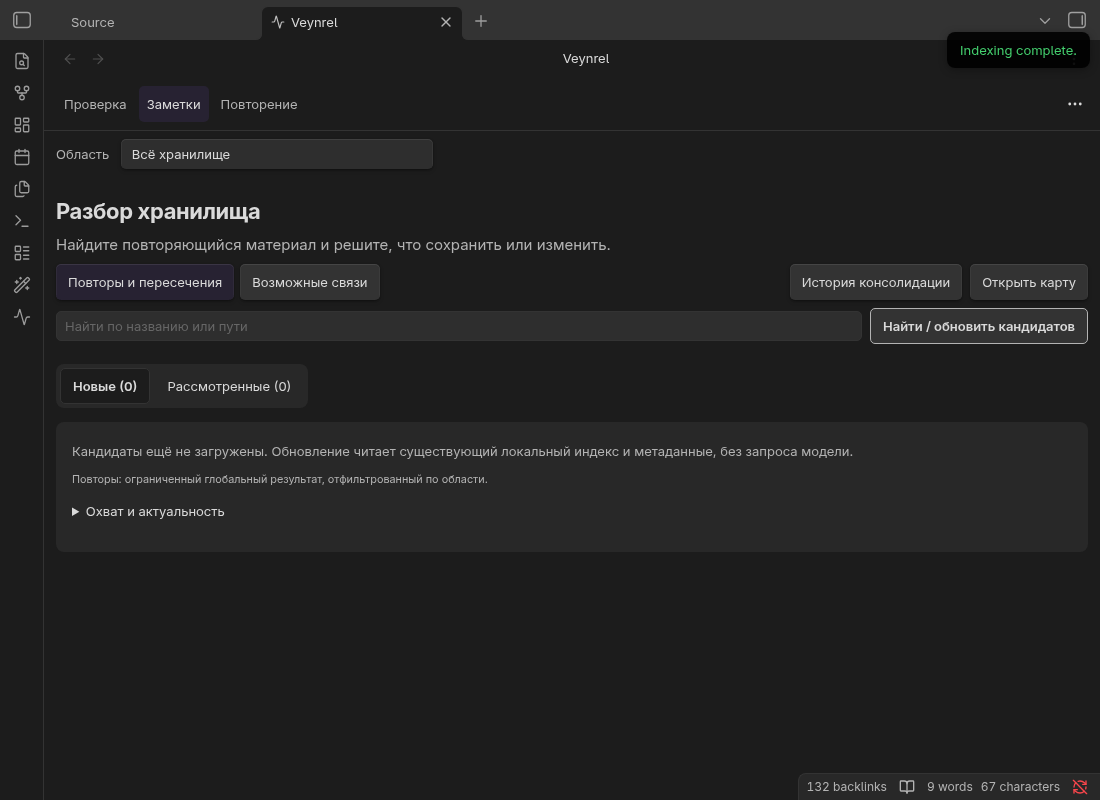 Source
Veynrel
Veynrel
Indexing complete.
Проверка Заметки Повторение
Область Всё хранилище
Разбор хранилища
Найдите повторяющийся материал и решите, что сохранить или изменить.
Повторы и пересечения Возможные связи История консолидации Открыть карту
Найти по названию или пути Найти / обновить кандидатов
Новые (0) Рассмотренные (0)
Кандидаты ещё не загружены. Обновление читает существующий локальный индекс и метаданные, без запроса модели.
Повторы: ограниченный глобальный результат, отфильтрованный по области.
Охват и актуальность
132 backlinks 9 words 67 characters